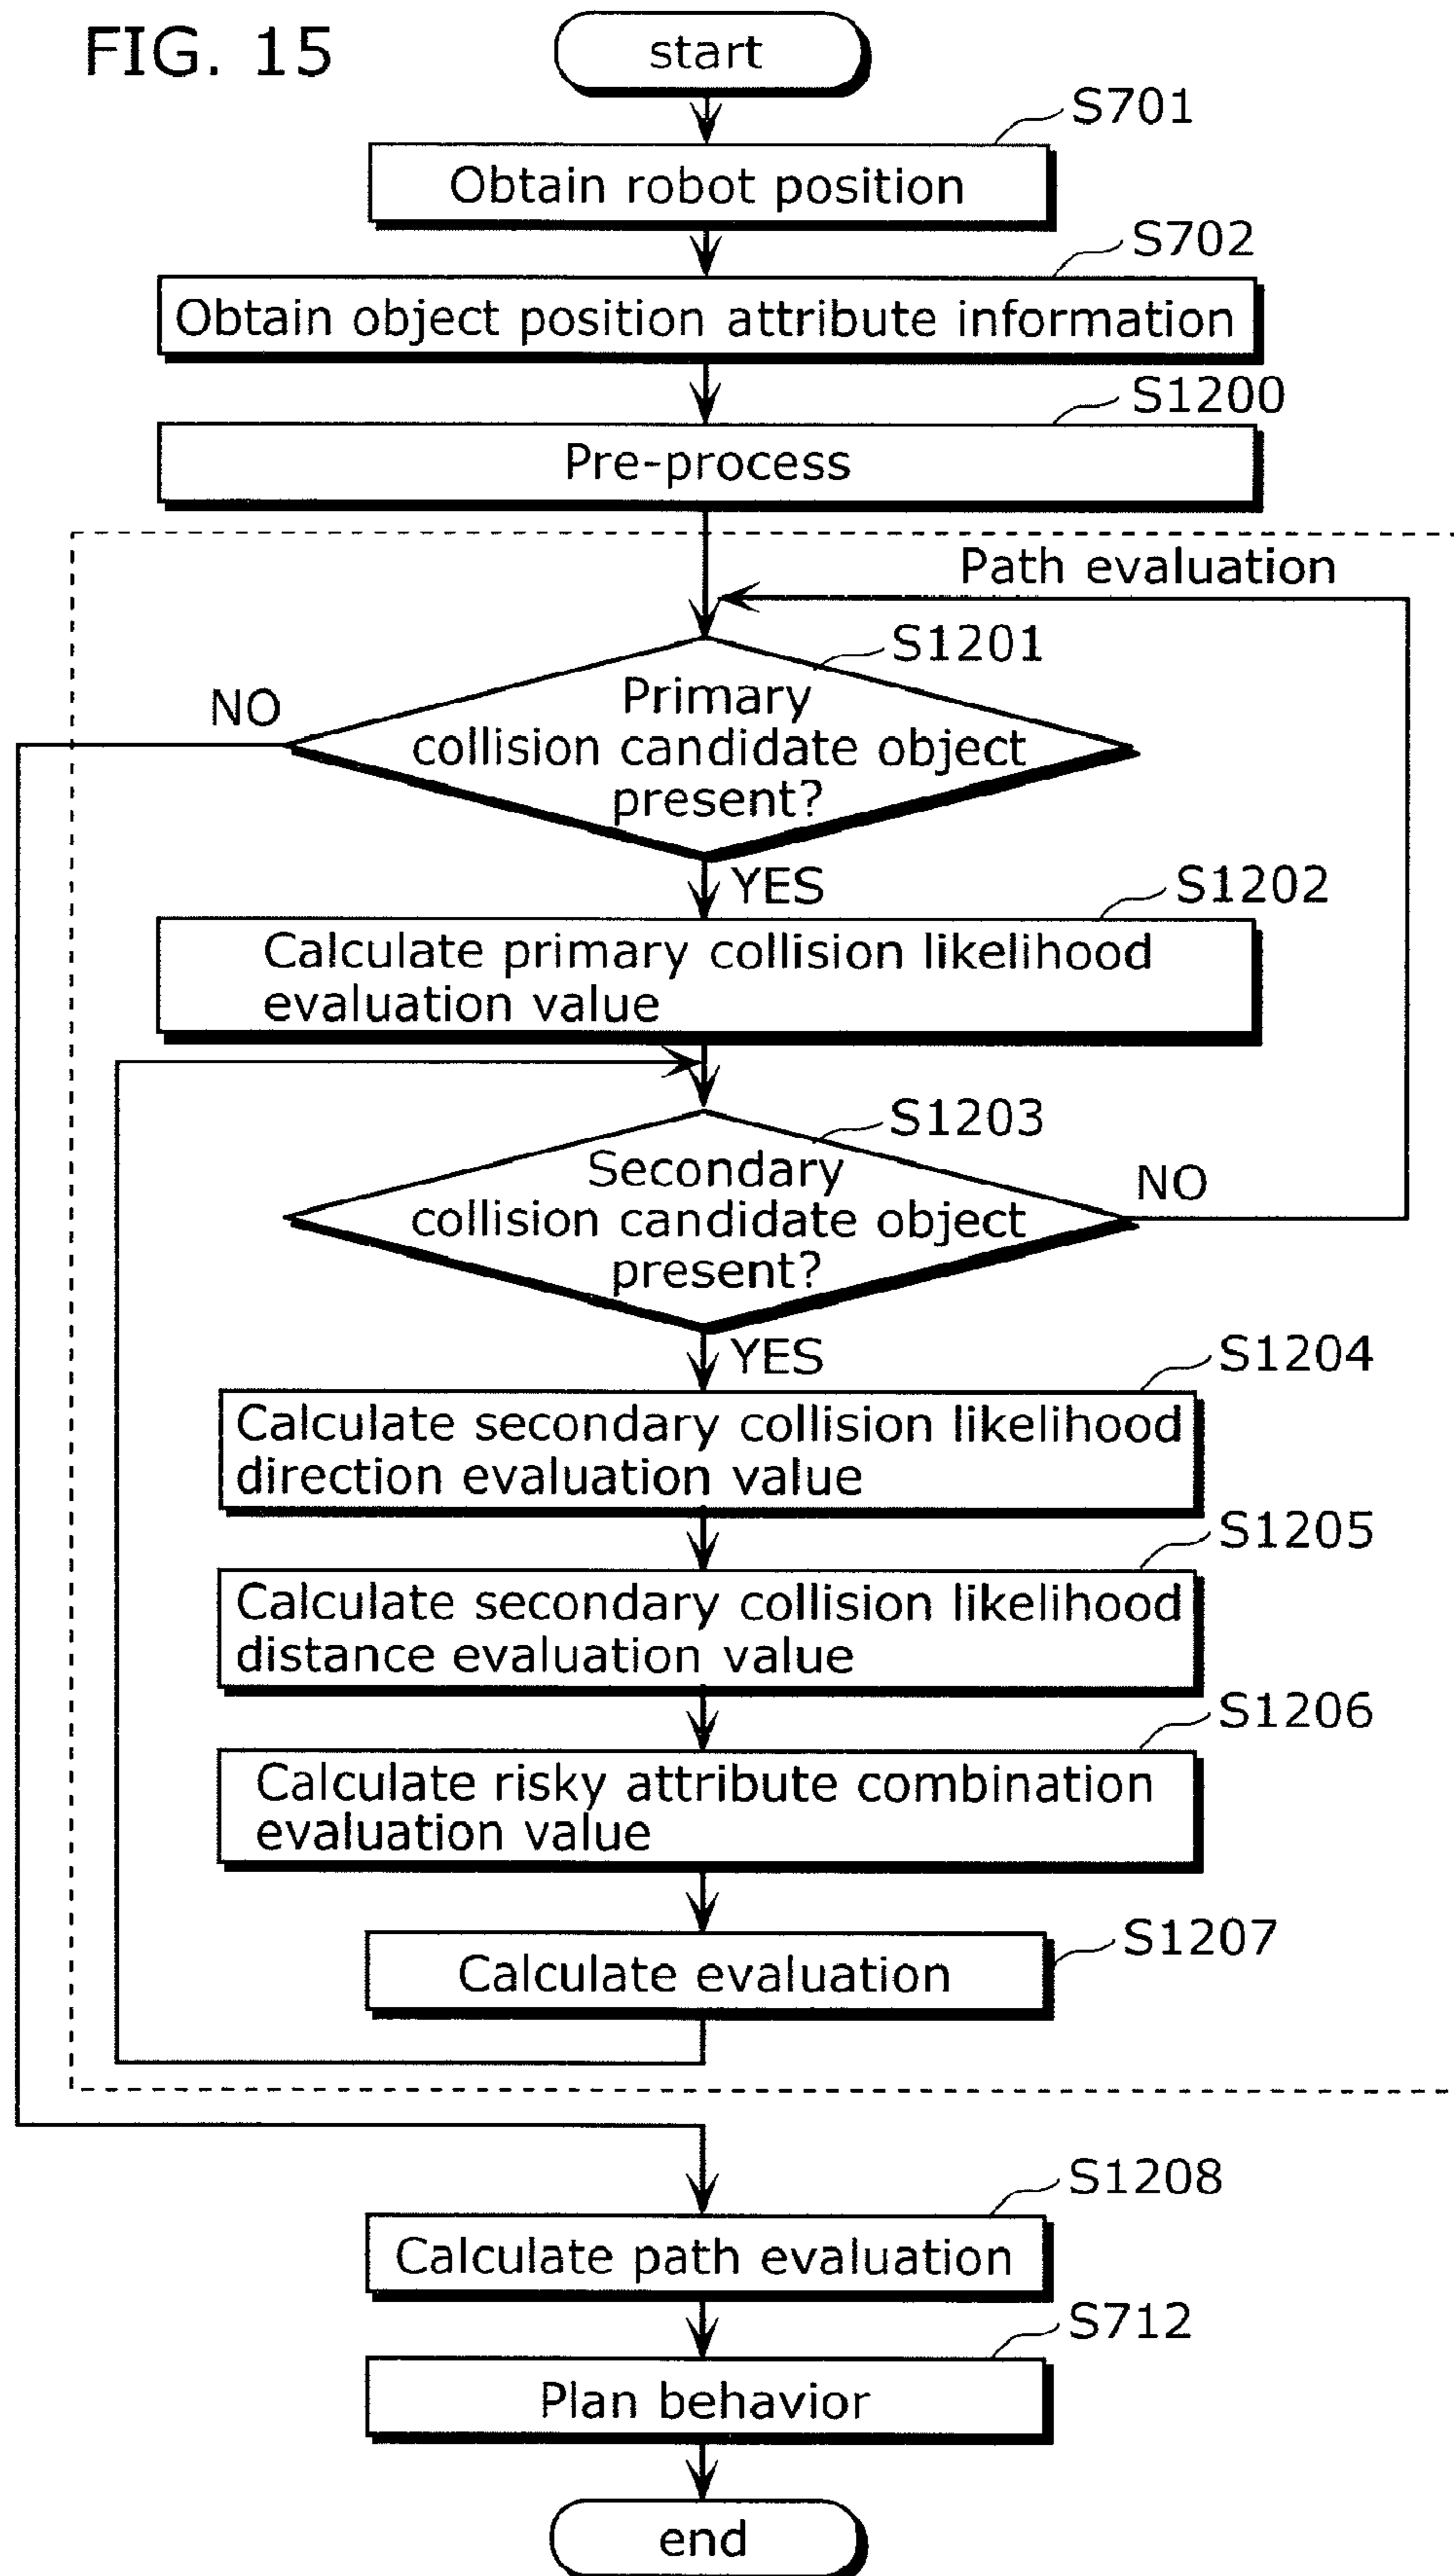 FIG. 15
start
S701
Obtain robot position
S702
Obtain object position attribute information
S1200
Pre-process
Path evaluation
S1201
NO
Primary
collision candidate object
present?
YES
S1202
Calculate primary collision likelihood
evaluation value
S1203
Secondary
collision candidate object
present?
NO
YES
S1204
Calculate secondary collision likelihood
direction evaluation value
S1205
Calculate secondary collision likelihood
distance evaluation value
S1206
Calculate risky attribute combination
evaluation value
S1207
Calculate evaluation
S1208
Calculate path evaluation
S712
Plan behavior
end